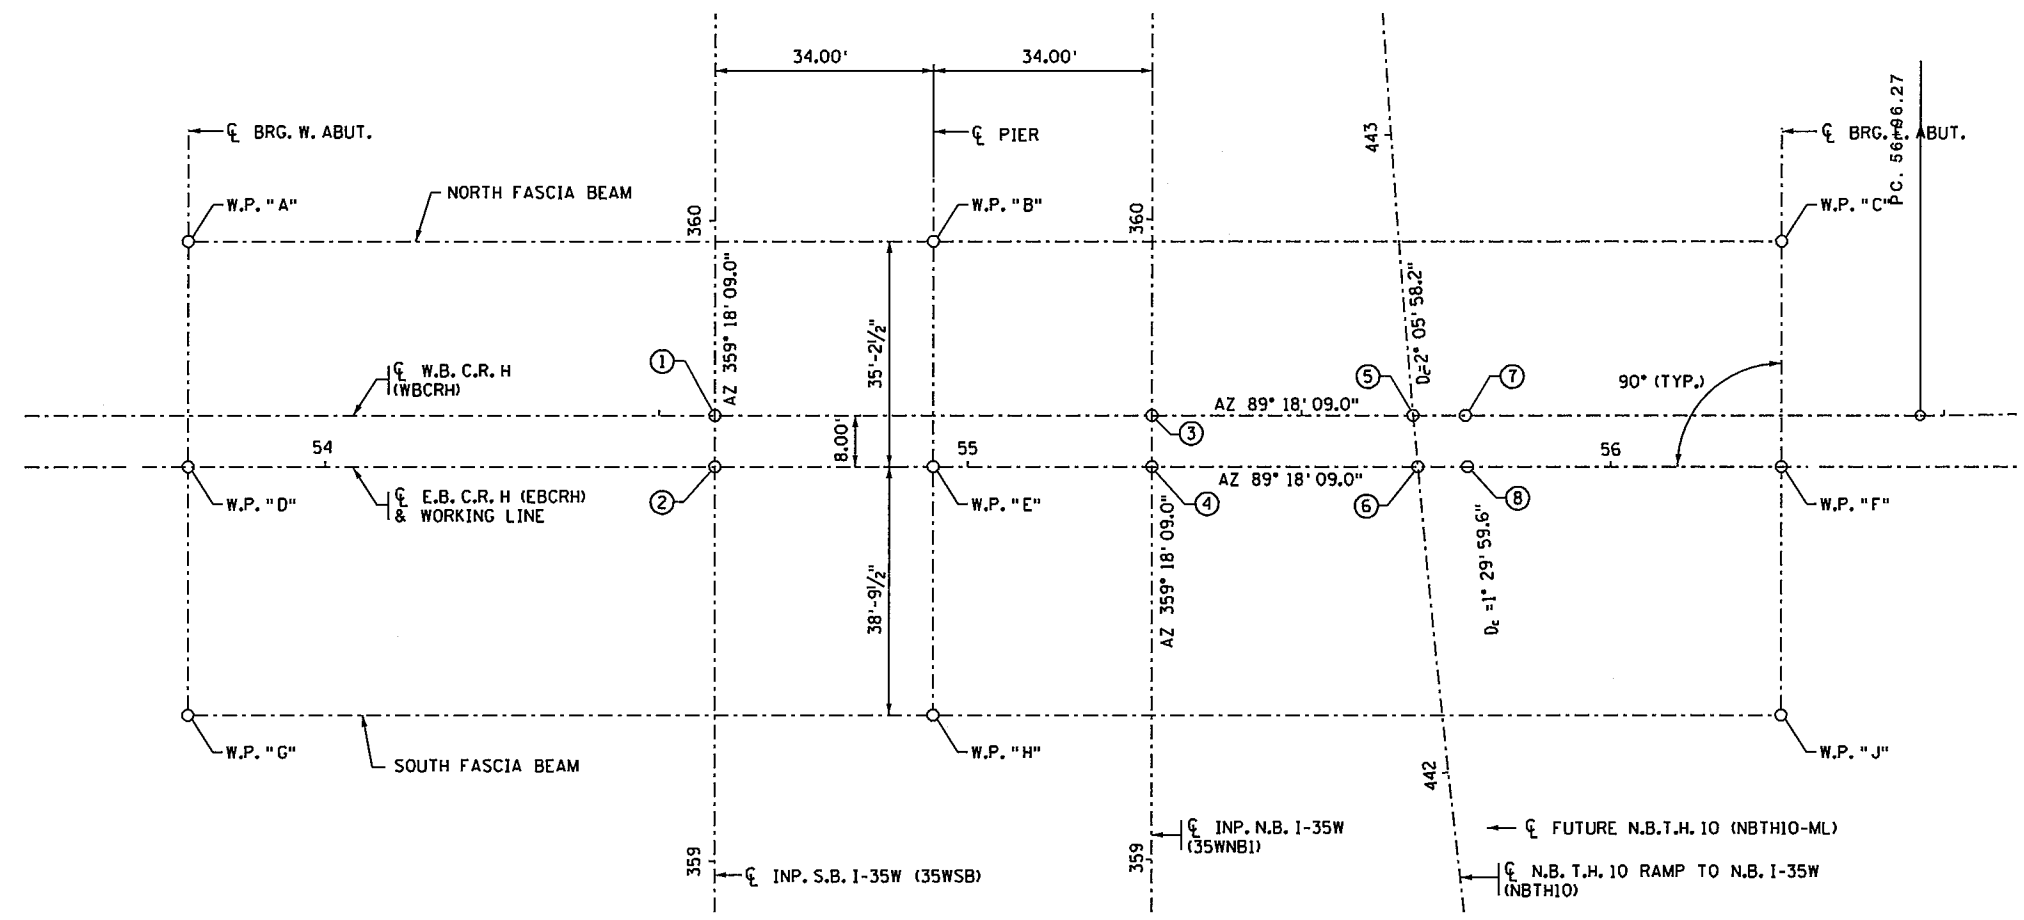 34.00'
34.00'
℄ BRG. W. ABUT.
℄ PIER
443
P.C. 56+96.27
℄ BRG. E. ABUT.
NORTH FASCIA BEAM
W.P. "A"
W.P. "B"
W.P. "C"
360
360
AZ 359° 18' 09.0"
35'-2½"
Dc=2° 05' 58.2"
℄ W.B. C.R. H
(WBCRH)
1
5
7
90° (TYP.)
AZ 89° 18' 09.0"
3
8.00'
54
55
56
AZ 89° 18' 09.0"
℄ E.B. C.R. H (EBCRH)
& WORKING LINE
W.P. "D"
2
W.P. "E"
4
6
8
W.P. "F"
38'-9½"
AZ 359° 18' 09.0"
Dc =1° 29' 59.6"
W.P. "G"
SOUTH FASCIA BEAM
W.P. "H"
442
W.P. "J"
359
℄ INP. S.B. I-35W (35WSB)
359
℄ INP. N.B. I-35W
(35WNB1)
℄ FUTURE N.B.T.H. 10 (NBTH10-ML)
℄ N.B. T.H. 10 RAMP TO N.B. I-35W
(NBTH10)